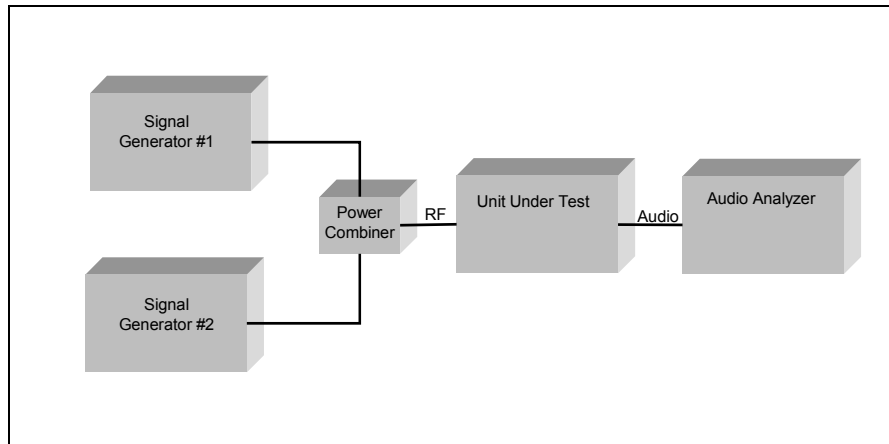 Signal
Generator #1
Power
Combiner
RF
Unit Under Test
Audio
Audio Analyzer
Signal
Generator #2